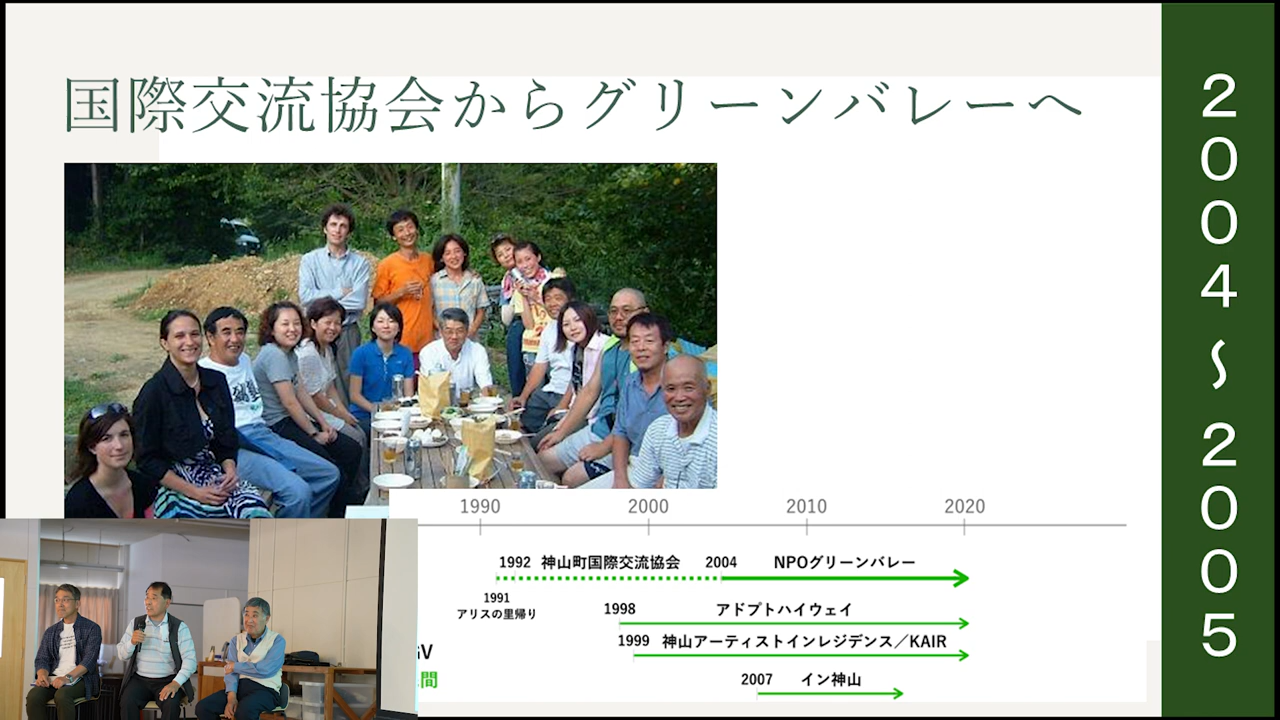 国際交流協会からグリーンバレーへ
2004〜2005
1990 2000 2010 2020
1992 神山町国際交流協会 2004 NPOグリーンバレー
1991
アリスの里帰り
1998 アドプトハイウェイ
1999 神山アーティストインレジデンス／KAIR
V
間
2007 イン神山